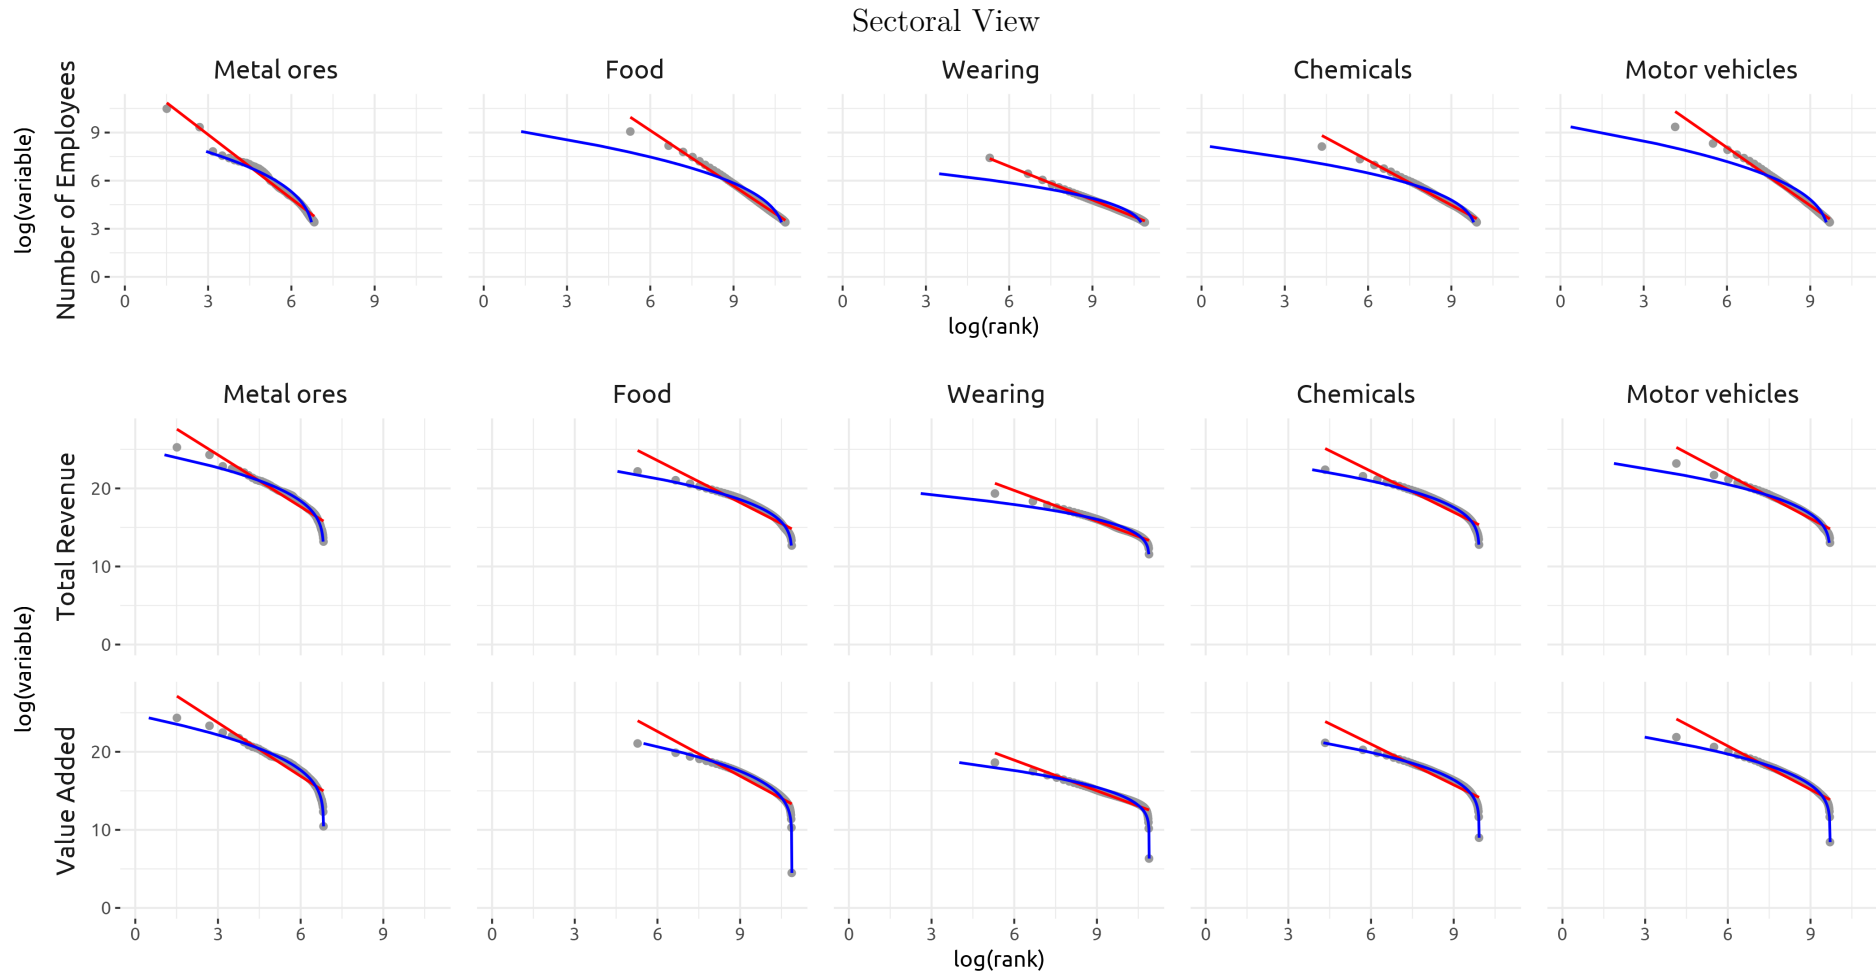 Sectoral View
Metal ores Food Wearing Chemicals Motor vehicles
log(variable)
Number of Employees
9
6
3
0
0 3 6 9 0 3 6 9 0 3 6 9 0 3 6 9 0 3 6 9
log(rank)
Metal ores Food Wearing Chemicals Motor vehicles
log(variable)
Total Revenue
20
10
0
Value Added
20
10
0
0 3 6 9 0 3 6 9 0 3 6 9 0 3 6 9 0 3 6 9
log(rank)